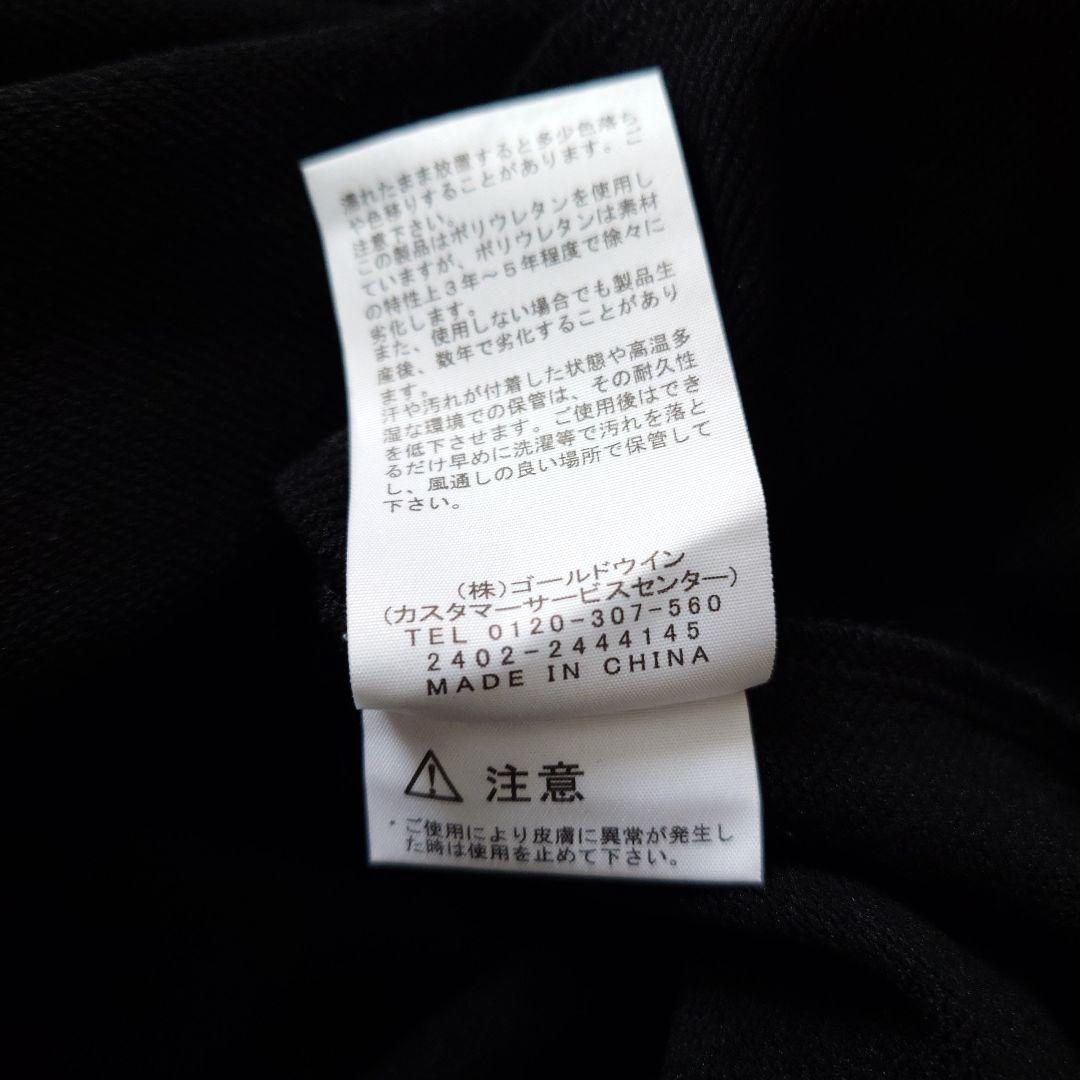 濡れたまま放置すると多少色落ち
や色移りすることがあります。ご
注意下さい。
この製品はポリウレタンを使用し
ていますが、ポリウレタンは素材
の特性上3年～5年程度で徐々に
劣化します。
また、使用しない場合でも製品生
産後、数年で劣化することがあり
ます。
汗や汚れが付着した状態や高温多
湿な環境での保管は、その耐久性
を低下させます。ご使用後はでき
るだけ早めに洗濯等で汚れを落と
し、風通しの良い場所で保管して
下さい。
(株)ゴールドウイン
(カスタマーサービスセンター)
TEL 0120-307-560
2402-2444145
MADE IN CHINA
注意
・ご使用により皮膚に異常が発生し
た時は使用を止めて下さい。